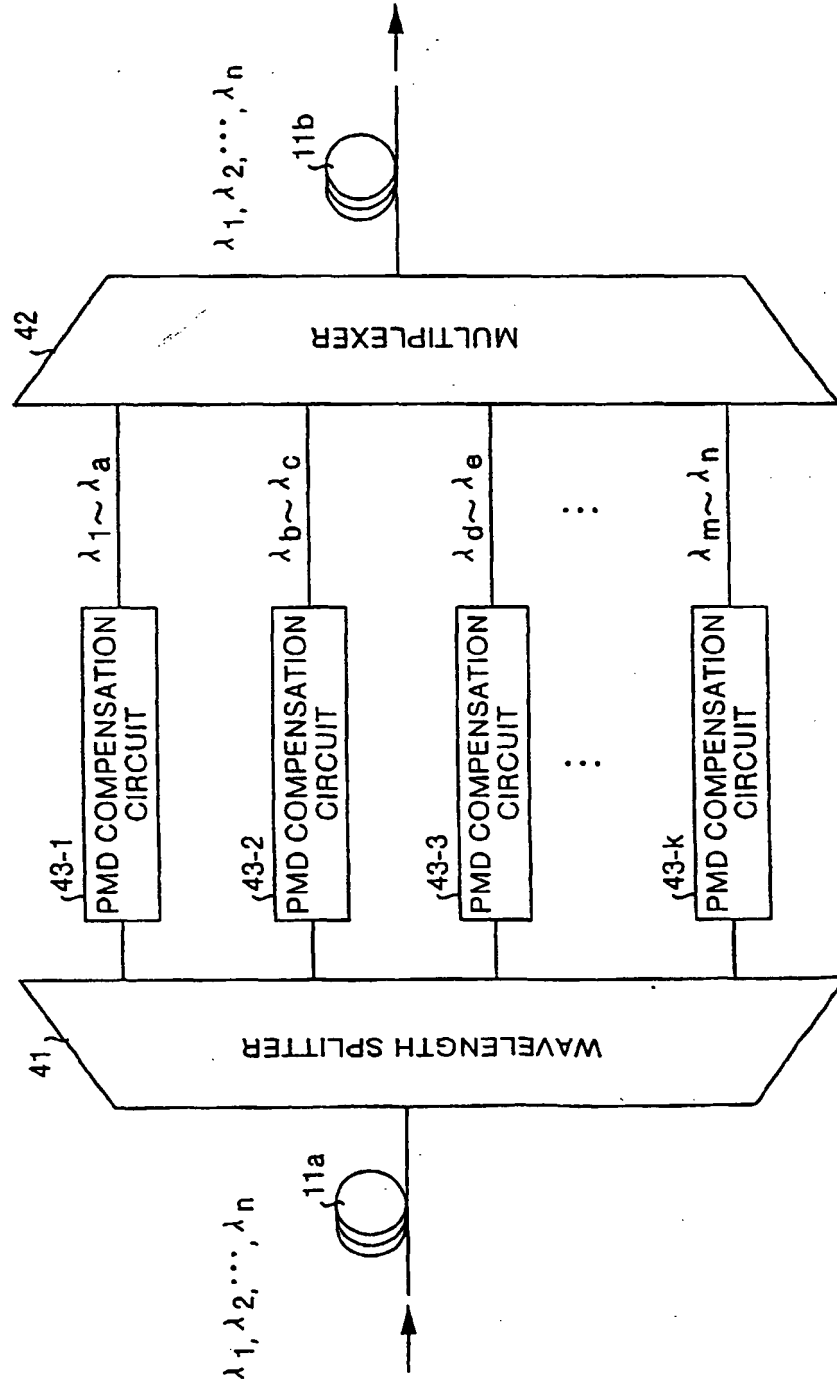 λ1, λ2, ···, λn
11a
41
WAVELENGTH SPLITTER
43-1
PMD COMPENSATION
CIRCUIT
λ1~λa
43-2
PMD COMPENSATION
CIRCUIT
λb~λc
43-3
PMD COMPENSATION
CIRCUIT
λd~λe
···
···
43-k
PMD COMPENSATION
CIRCUIT
λm~λn
42
MULTIPLEXER
λ1, λ2, ···, λn
11b